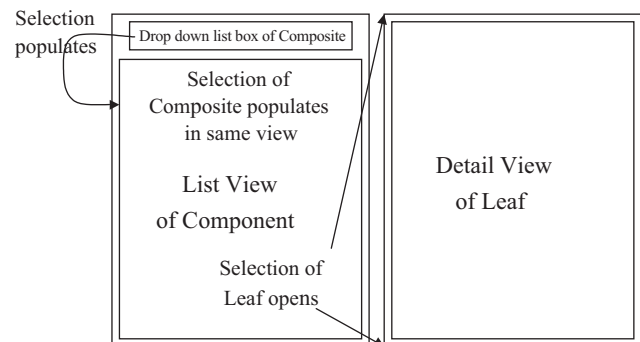 Selection
populates
Drop down list box of Composite
Selection of
Composite populates
in same view
List View
of Component
Selection of
Leaf opens
Detail View
of Leaf